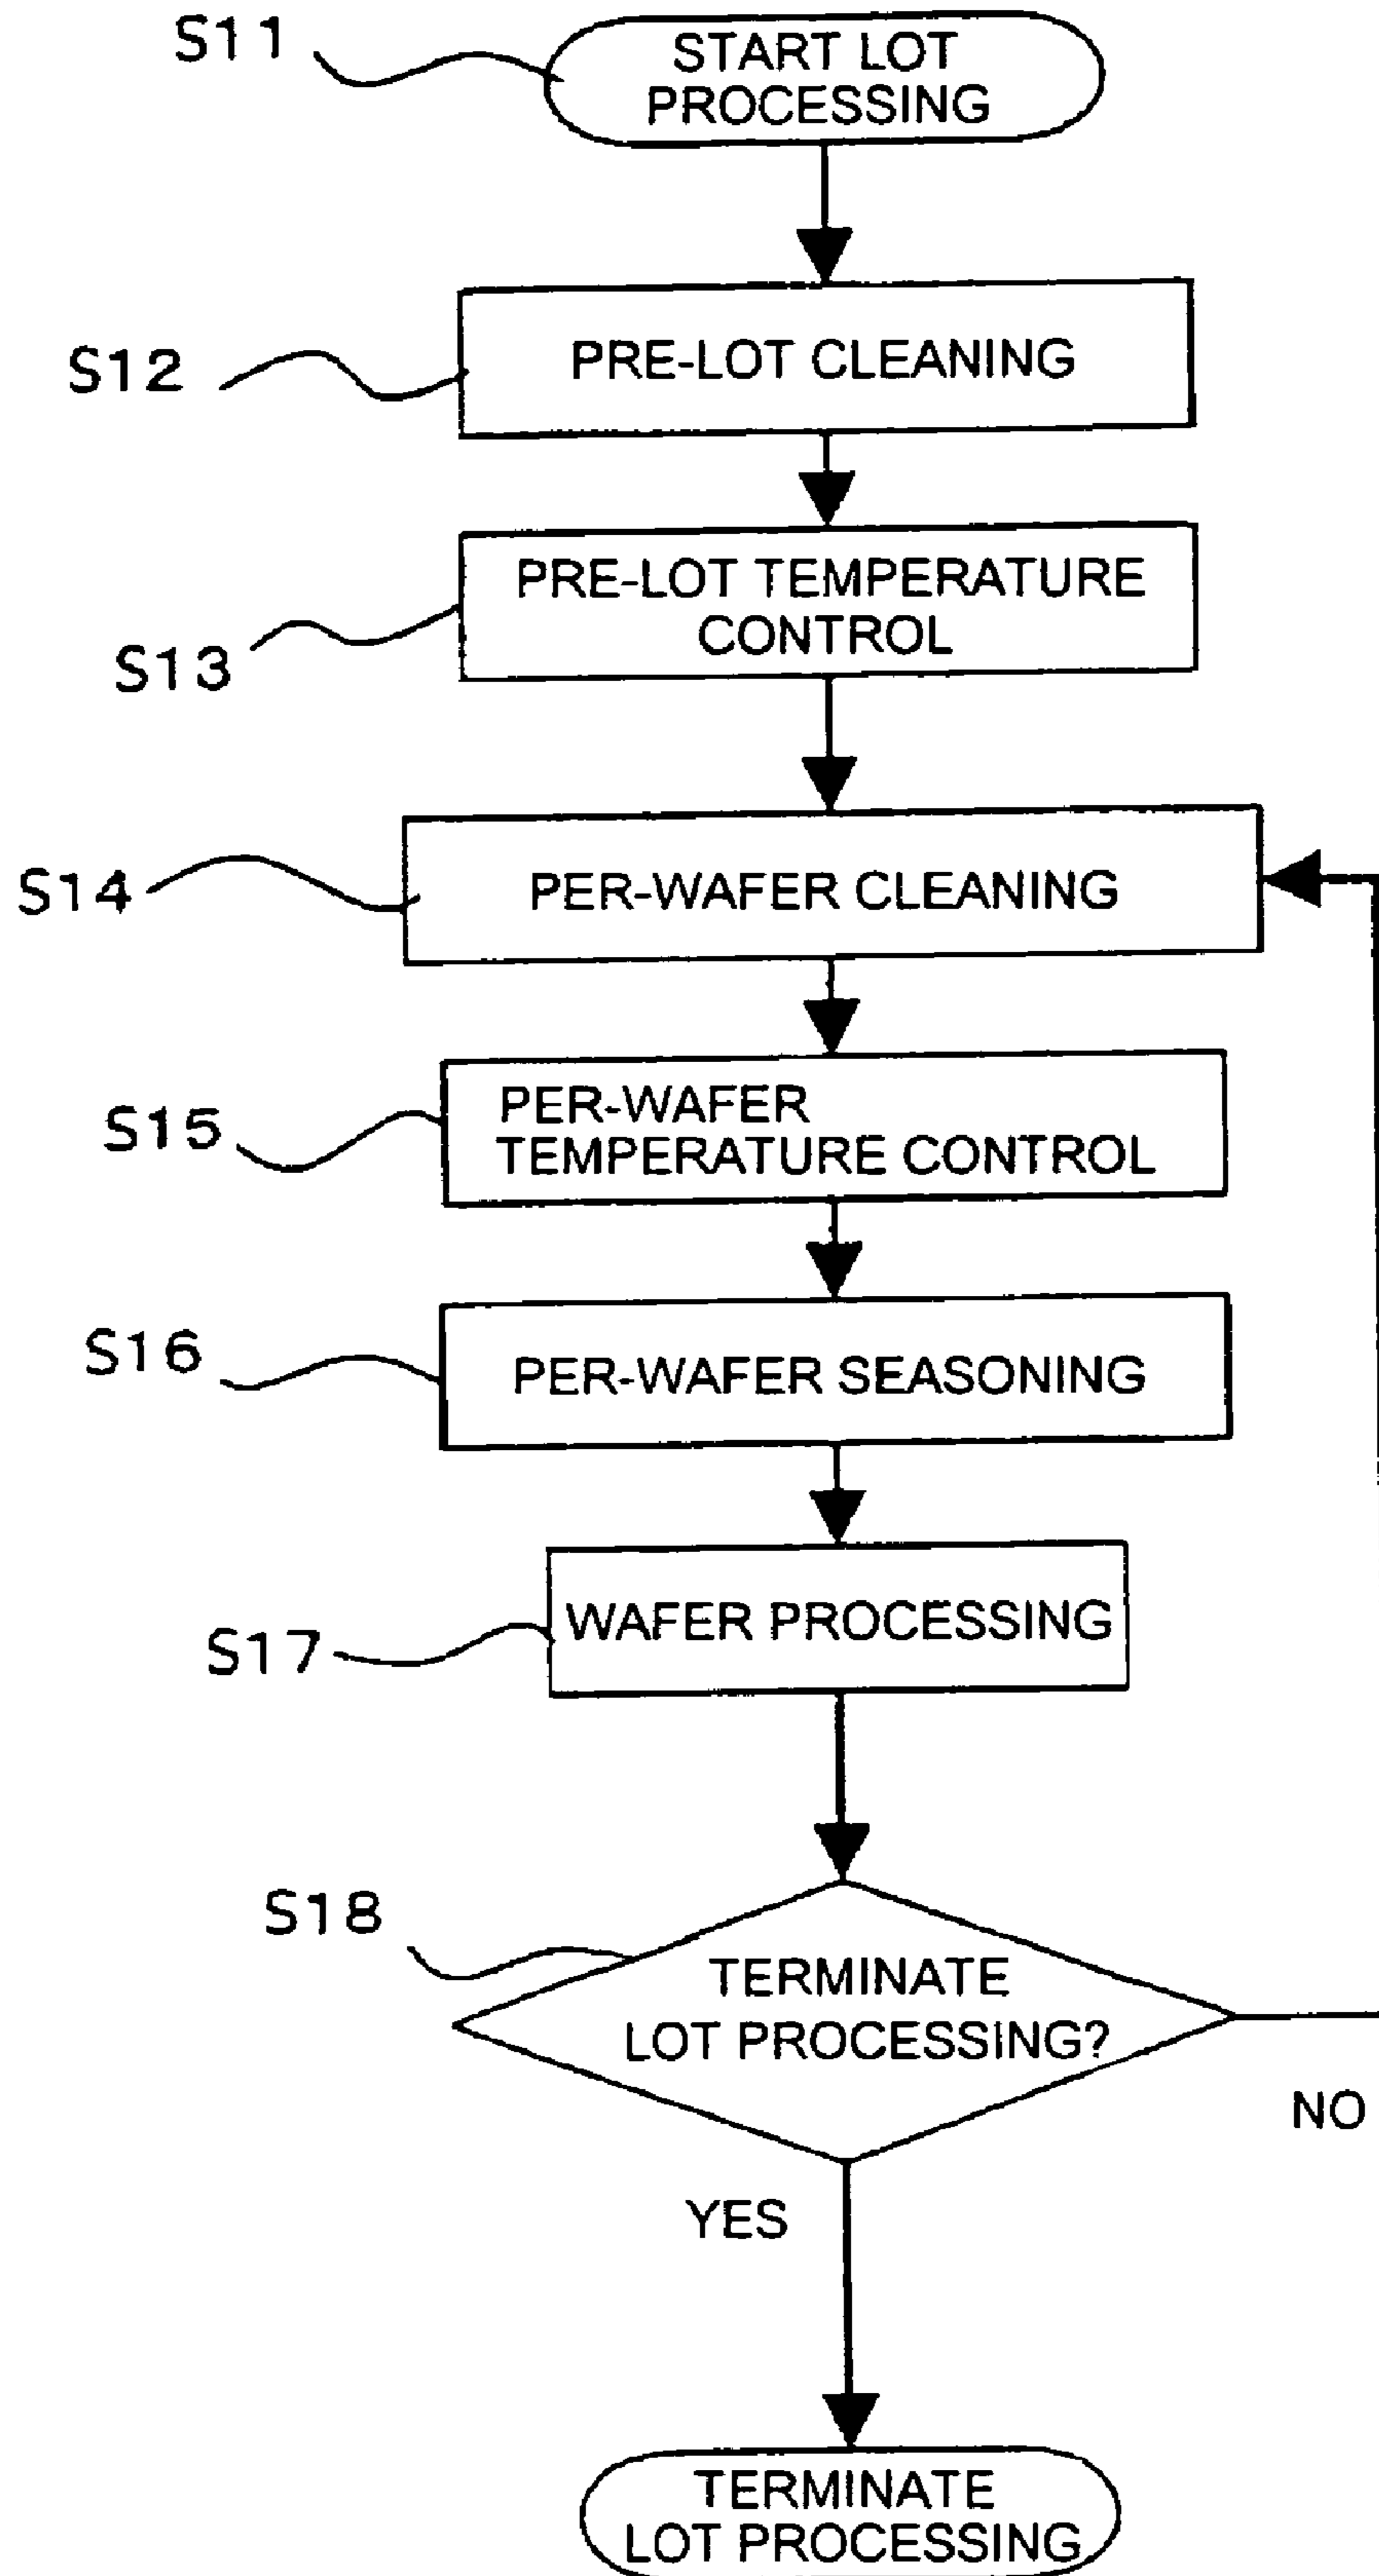 S11
START LOT
PROCESSING
S12
PRE-LOT CLEANING
PRE-LOT TEMPERATURE
CONTROL
S13
S14
PER-WAFER CLEANING
S15
PER-WAFER
TEMPERATURE CONTROL
S16
PER-WAFER SEASONING
WAFER PROCESSING
S17
S18
TERMINATE
LOT PROCESSING?
NO
YES
TERMINATE
LOT PROCESSING